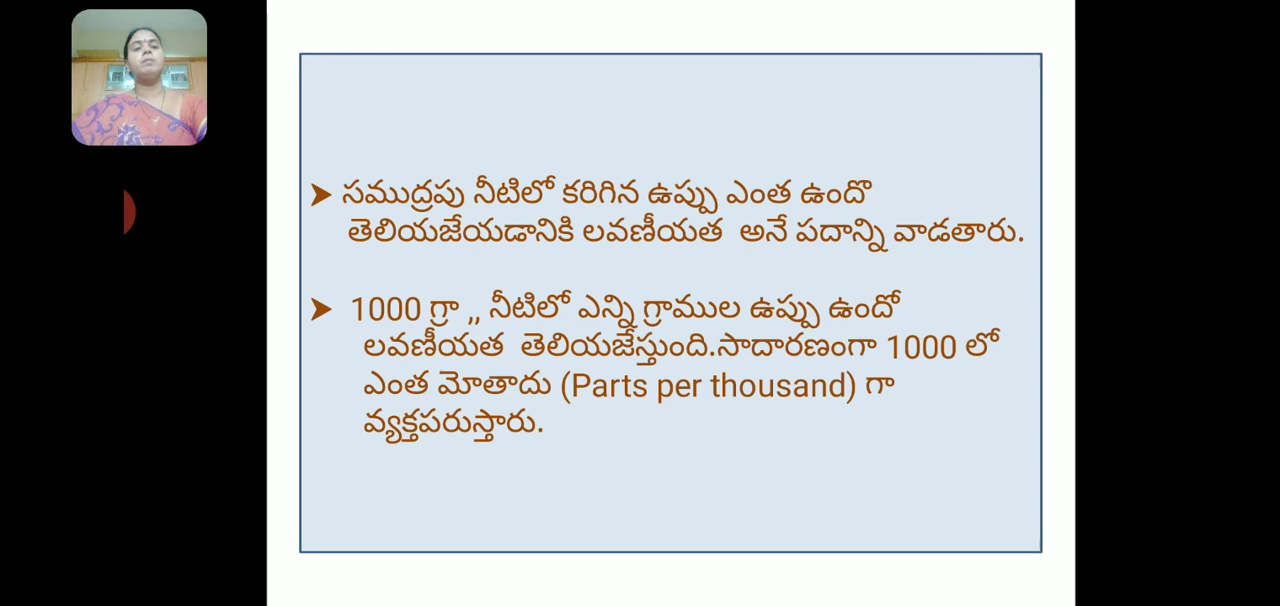 ➤ సముద్రపు నీటిలో కరిగిన ఉప్పు ఎంత ఉందొ
తెలియజేయడానికి లవణీయత అనే పదాన్ని వాడతారు.
➤ 1000 గ్రా ,, నీటిలో ఎన్ని గ్రాముల ఉప్పు ఉందో
లవణీయత తెలియజేస్తుంది.సాదారణంగా 1000 లో
ఎంత మోతాదు (Parts per thousand) గా
వ్యక్తపరుస్తారు.